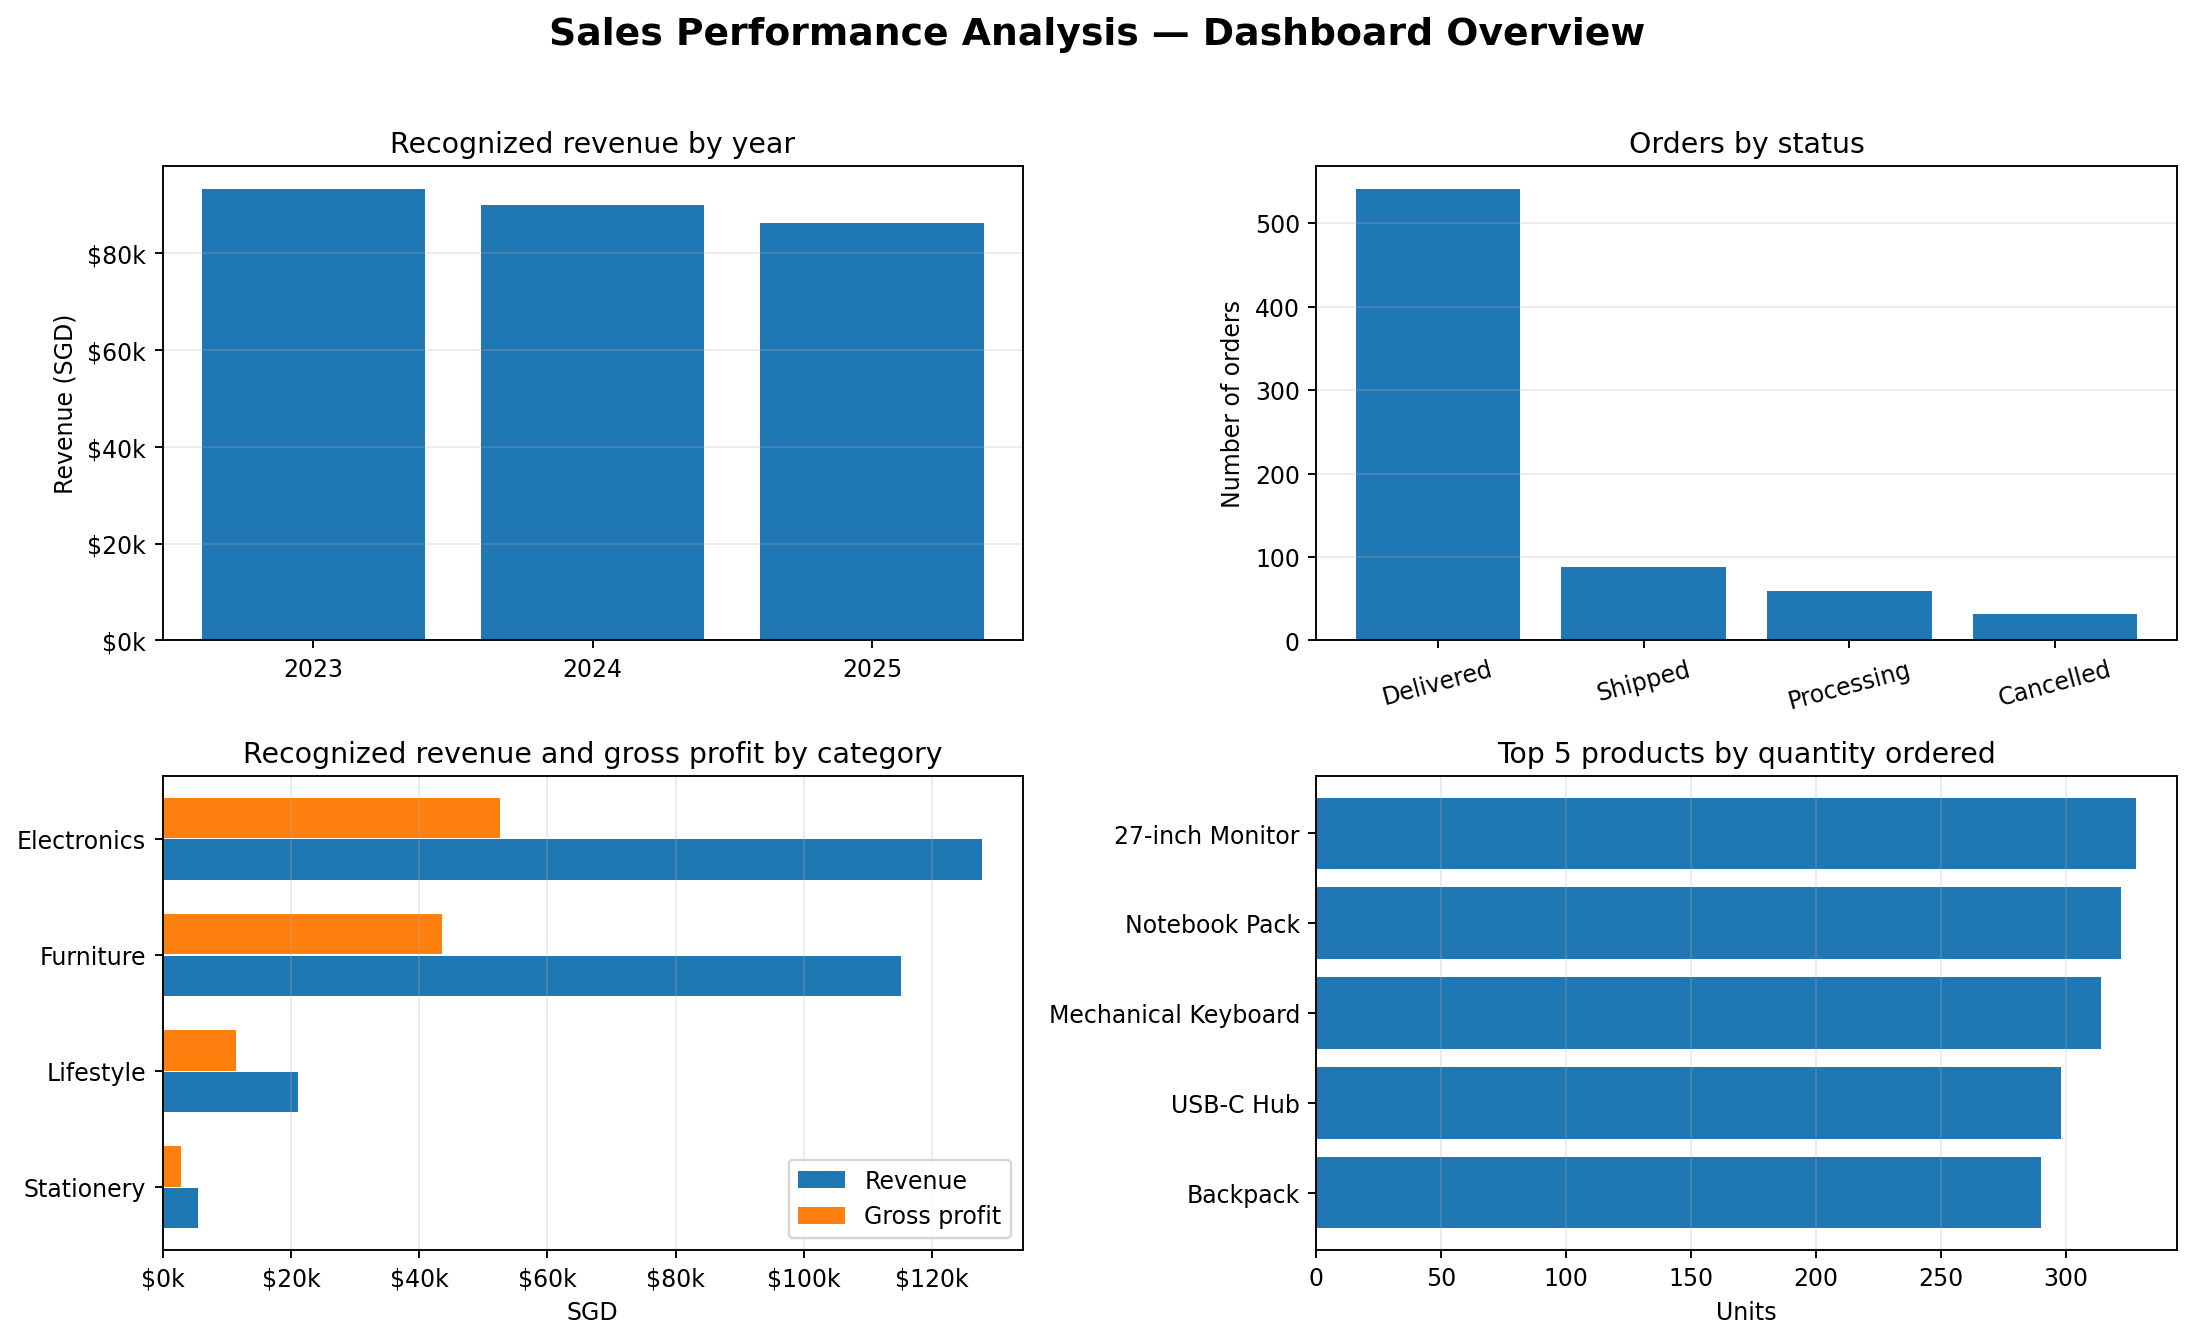 Sales Performance Analysis — Dashboard Overview
Recognized revenue by year
Revenue (SGD)
$80k
$60k
$40k
$20k
$0k
2023 2024 2025
Orders by status
Number of orders
500
400
300
200
100
0
Delivered Shipped Processing Cancelled
Recognized revenue and gross profit by category
Electronics
Furniture
Lifestyle
Stationery
Revenue
Gross profit
$0k $20k $40k $60k $80k $100k $120k
SGD
Top 5 products by quantity ordered
27-inch Monitor
Notebook Pack
Mechanical Keyboard
USB-C Hub
Backpack
0 50 100 150 200 250 300
Units